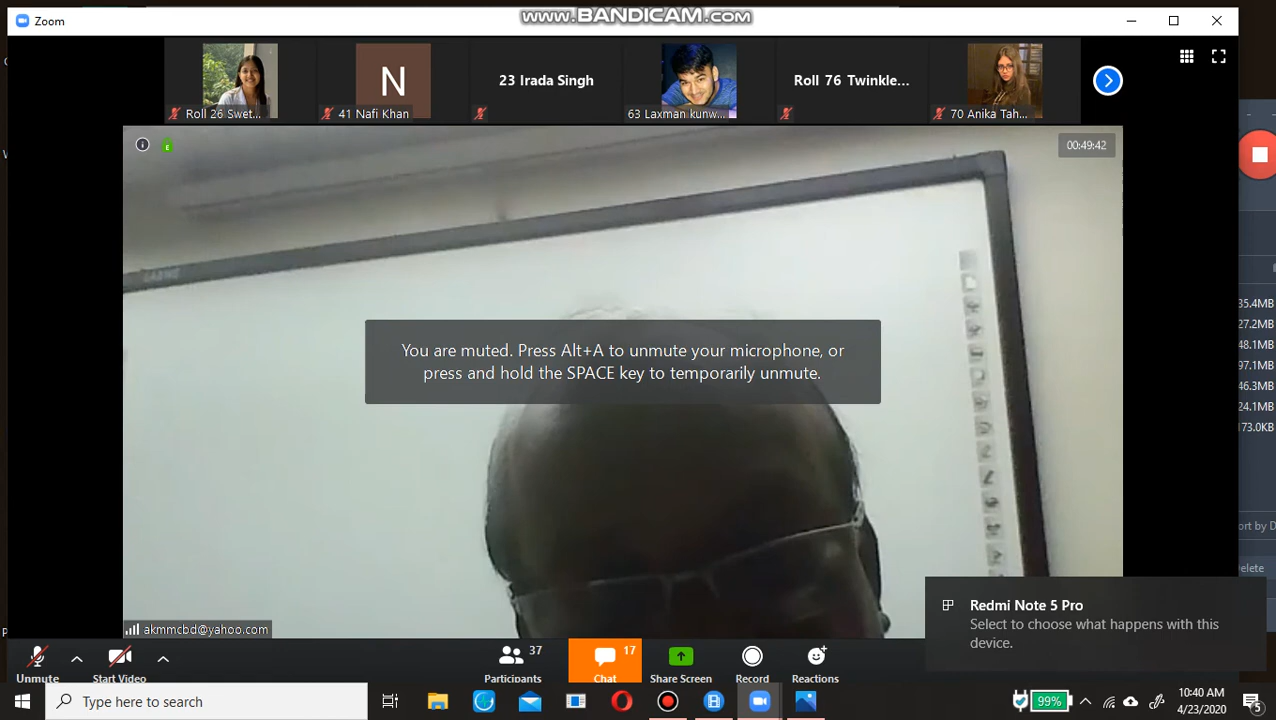 www.BANDICAM.com
Zoom
Roll 26 Swet...
N
41 Nafi Khan
23 Irada Singh
63 Laxman kunw...
Roll 76 Twinkle...
70 Anika Tah...
E
00:49:42
You are muted. Press Alt+A to unmute your microphone, or
press and hold the SPACE key to temporarily unmute.
35.4MB
27.2MB
48.1MB
97.1MB
46.3MB
24.1MB
173.0KB
ort by D
elete
Redmi Note 5 Pro
Select to choose what happens with this
device.
akmmcbd@yahoo.com
Unmute
Start Video
37
Participants
17
Chat
Share Screen
Record
Reactions
Type here to search
99%
10:40 AM
4/23/2020
5